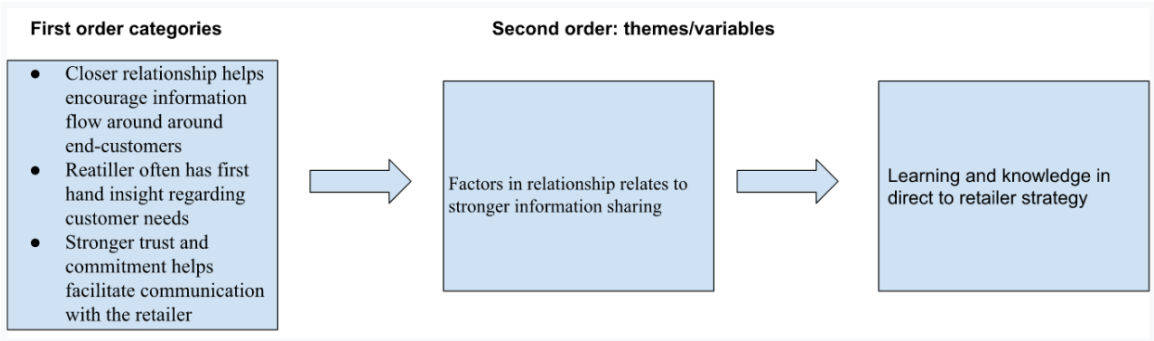 First order categories
Second order: themes/variables
● Closer relationship helps
encourage information
flow around around
end-customers
● Reatiller often has first
hand insight regarding
customer needs
● Stronger trust and
commitment helps
facilitate communication
with the retailer
Factors in relationship relates to
stronger information sharing
Learning and knowledge in
direct to retailer strategy